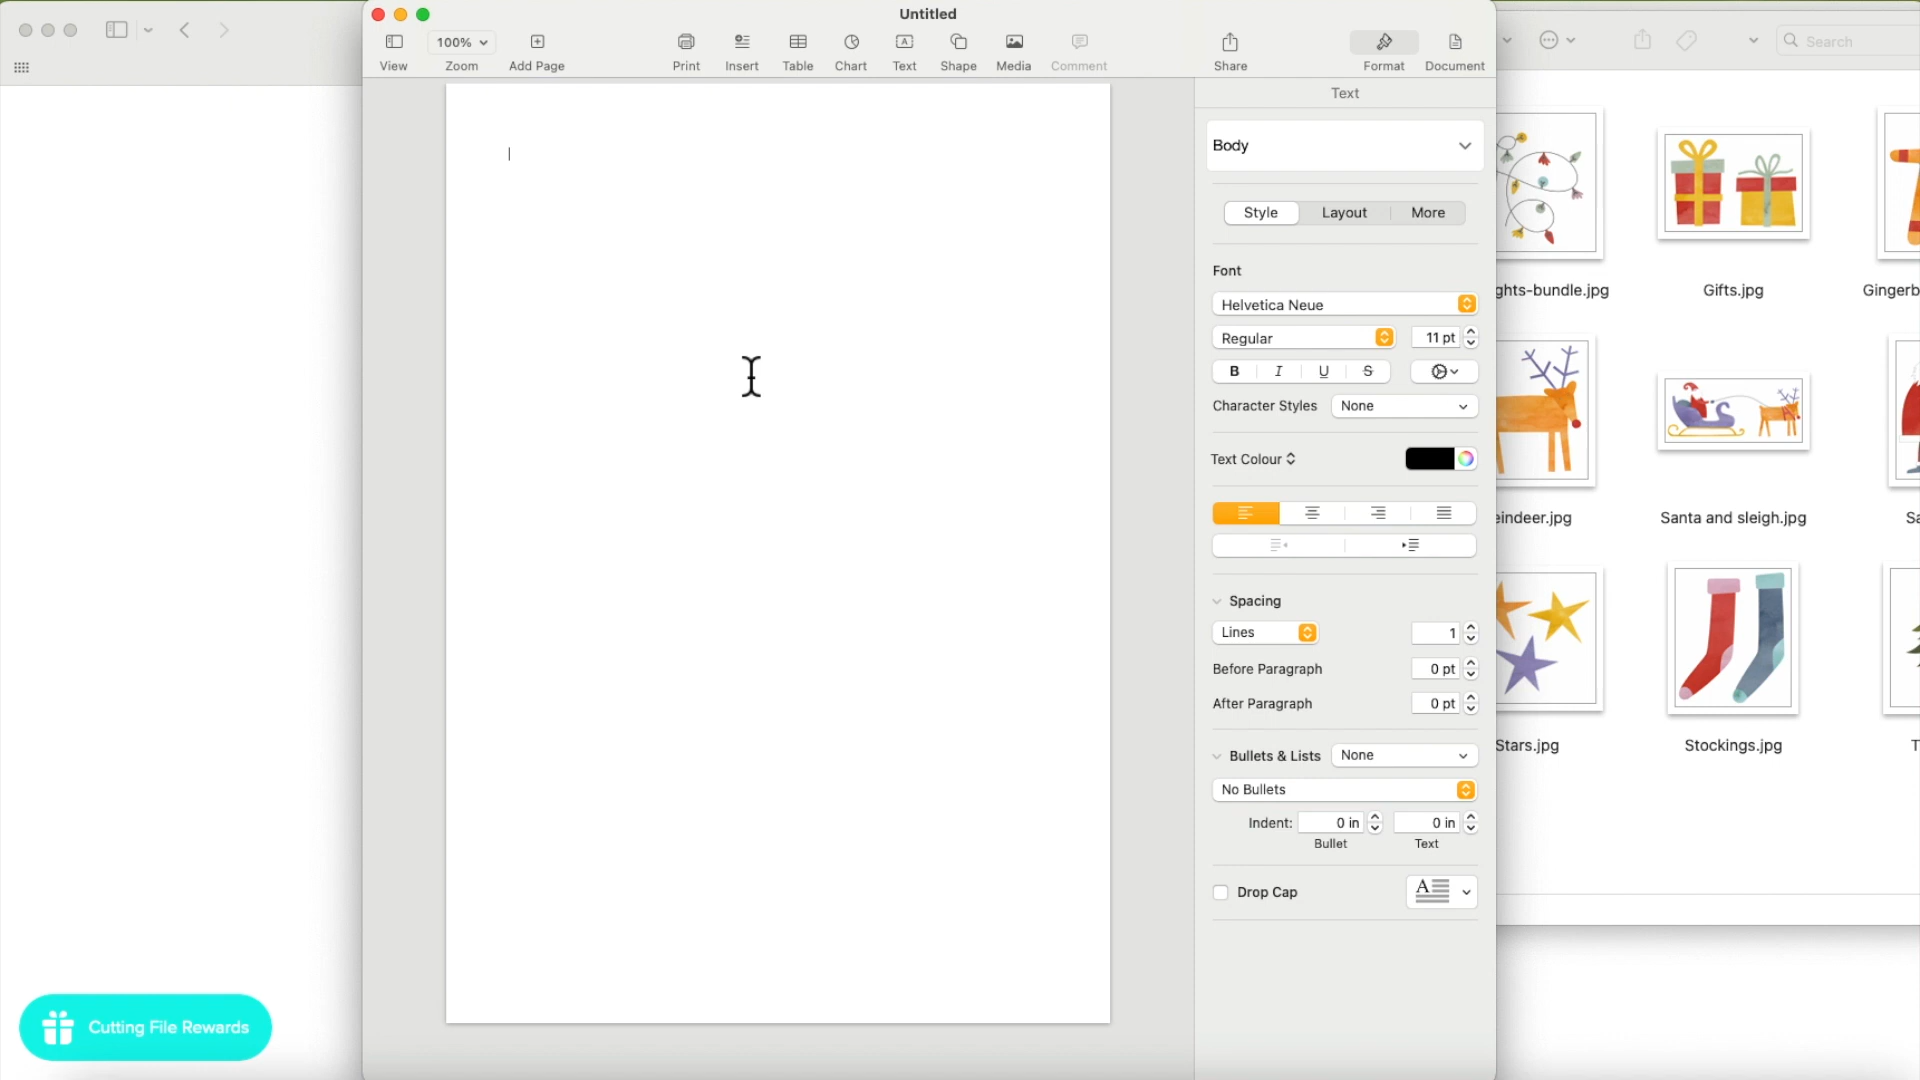 Untitled
100%
View
Zoom
Add Page
Print
Insert
Table
Chart
Text
Shape
Media
Comment
Share
Format
Document
Search
Text
Body
Style
Layout
More
Font
Helvetica Neue
Regular
11 pt
B
I
U
S
Character Styles
None
Text Colour
Spacing
Lines
1
Before Paragraph
0 pt
After Paragraph
0 pt
Bullets & Lists
None
No Bullets
Indent:
0 in
0 in
Bullet
Text
Drop Cap
A
ghts-bundle.jpg
Gifts.jpg
Gingerb
eindeer.jpg
Santa and sleigh.jpg
Sa
Stars.jpg
Stockings.jpg
T
Cutting File Rewards